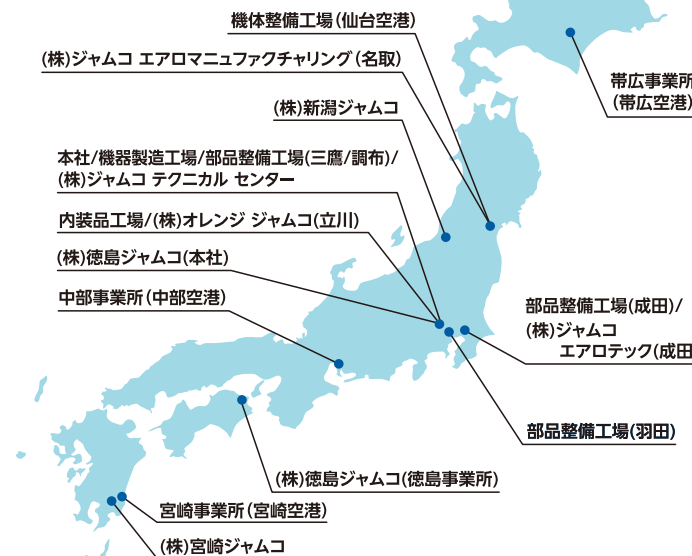 機体整備工場(仙台空港)
(株)ジャムコ エアロマニュファクチャリング(名取)
帯広事業所
(帯広空港)
(株)新潟ジャムコ
本社/機器製造工場/部品整備工場(三鷹/調布)/
(株)ジャムコ テクニカル センター
内装品工場/(株)オレンジ ジャムコ(立川)
(株)徳島ジャムコ(本社)
中部事業所(中部空港)
部品整備工場(成田)/
(株)ジャムコ
エアロテック(成田
部品整備工場(羽田)
(株)徳島ジャムコ(徳島事業所)
宮崎事業所(宮崎空港)
(株)宮崎ジャムコ